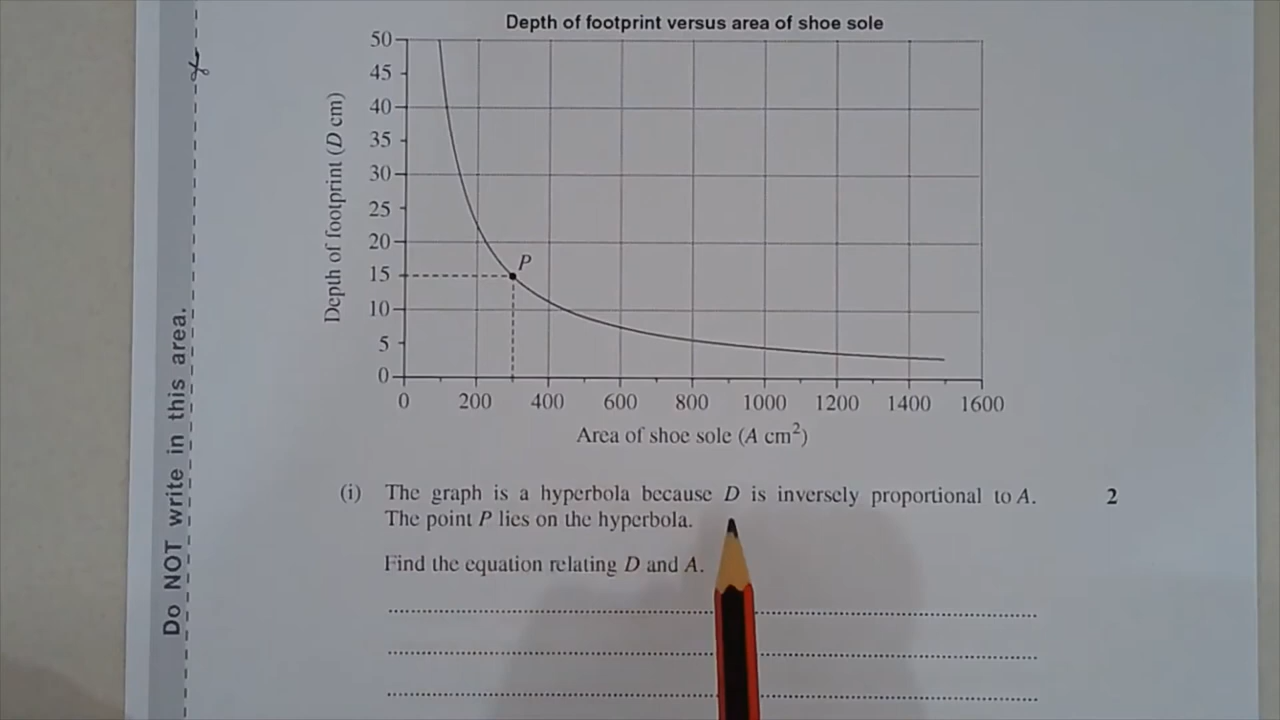 Depth of footprint versus area of shoe sole
50
45
40
35
30
25
20
15
10
5
0
Depth of footprint (D cm)
P
0 200 400 600 800 1000 1200 1400 1600
Area of shoe sole (A cm²)
Do NOT write in this area.
(i) The graph is a hyperbola because D is inversely proportional to A. 2
The point P lies on the hyperbola.
Find the equation relating D and A.